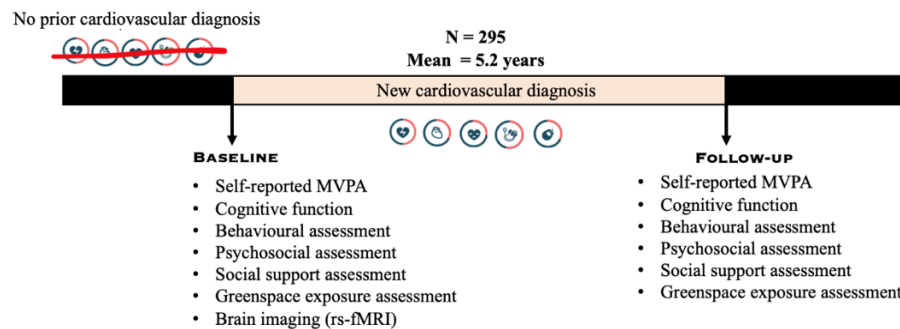 No prior cardiovascular diagnosis
N = 295
Mean = 5.2 years
New cardiovascular diagnosis
BASELINE
• Self-reported MVPA
• Cognitive function
• Behavioural assessment
• Psychosocial assessment
• Social support assessment
• Greenspace exposure assessment
• Brain imaging (rs-fMRI)
FOLLOW-UP
• Self-reported MVPA
• Cognitive function
• Behavioural assessment
• Psychosocial assessment
• Social support assessment
• Greenspace exposure assessment